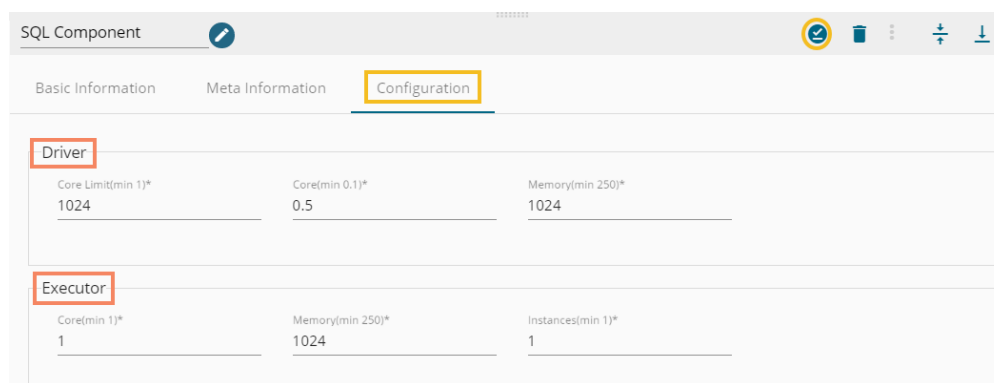 SQL Component
Basic Information Meta Information Configuration
Driver
Core Limit(min 1)* Core(min 0.1)* Memory(min 250)*
1024 0.5 1024
Executor
Core(min 1)* Memory(min 250)* Instances(min 1)*
1 1024 1